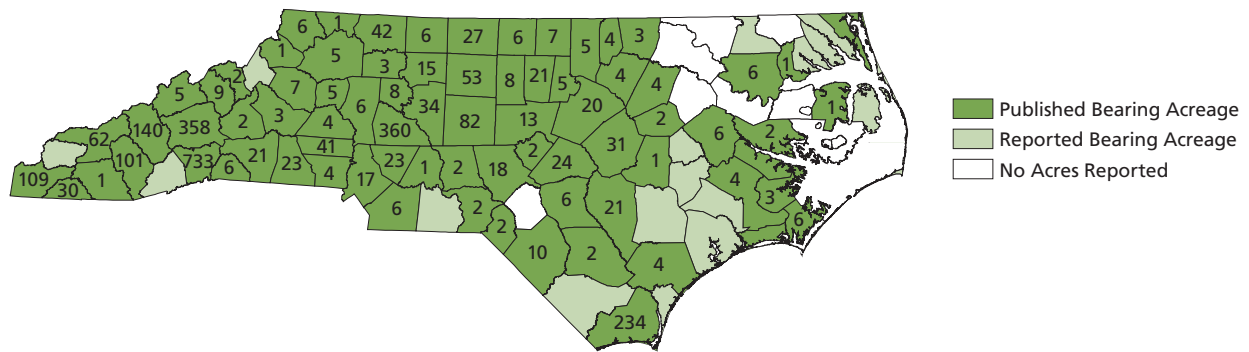 6 1 42 6 27 6 7 5 4 3
1 5 3 15 53 8 21 5 4 4 6 1
5 9 2 7 5 6 8 34 20 2 1
62 140 358 2 3 4 360 82 13 31 6 2
109 30 1 101 733 6 21 23 41 4 17 23 1 2 18 2 24 1 4 3
6 2 2 6 21 6
10 2 4
234
Published Bearing Acreage
Reported Bearing Acreage
No Acres Reported